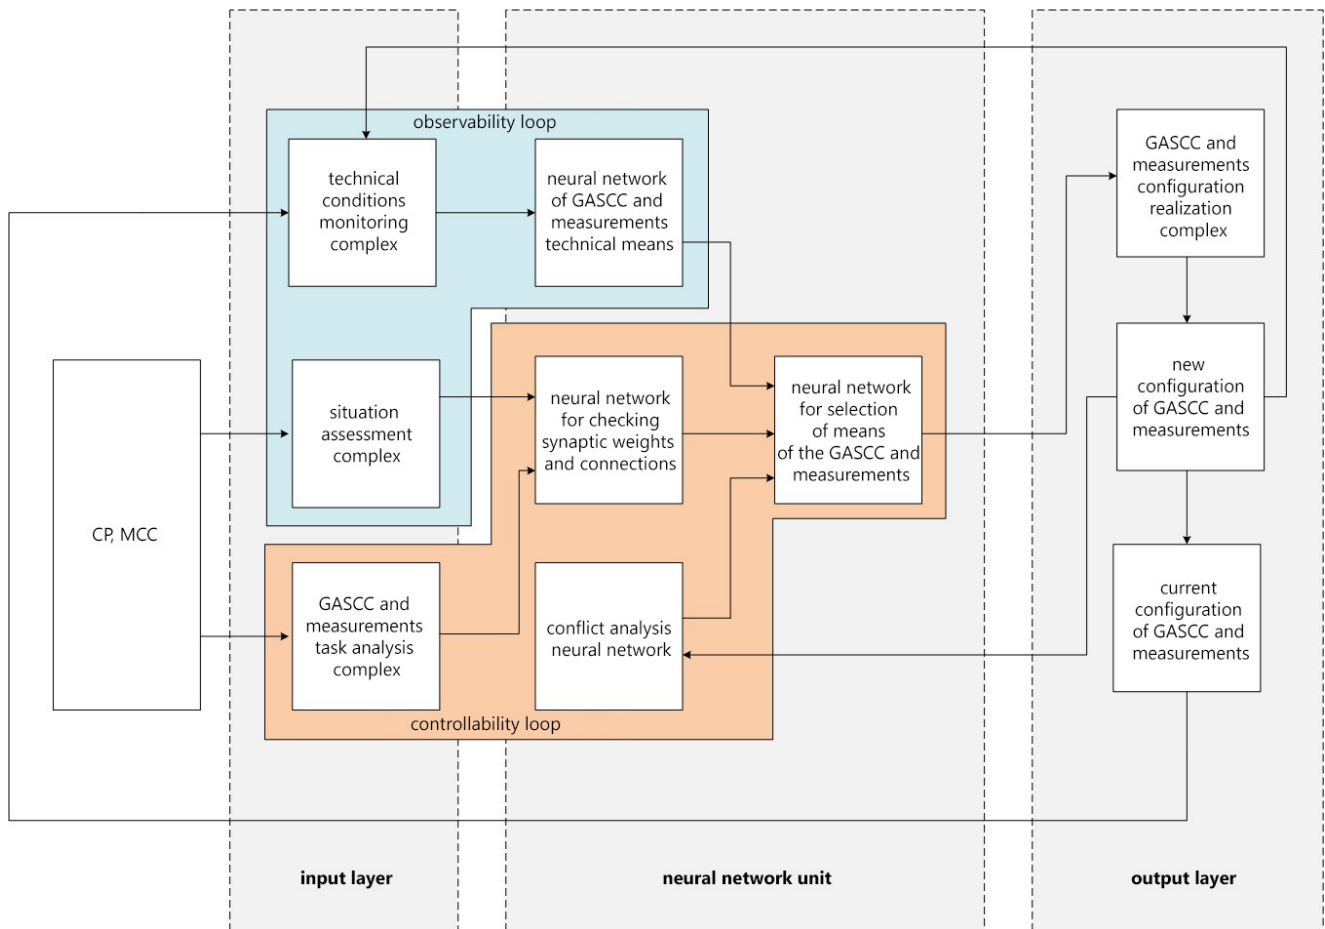 observability loop
technical
conditions
monitoring
complex
neural network
of GASCC and
measurements
technical means
GASCC and
measurements
configuration
realization
complex
CP, MCC
situation
assessment
complex
neural network
for checking
synaptic weights
and connections
neural network
for selection
of means
of the GASCC and
measurements
new
configuration
of GASCC and
measurements
GASCC and
measurements
task analysis
complex
conflict analysis
neural network
current
configuration
of GASCC and
measurements
controllability loop
input layer
neural network unit
output layer